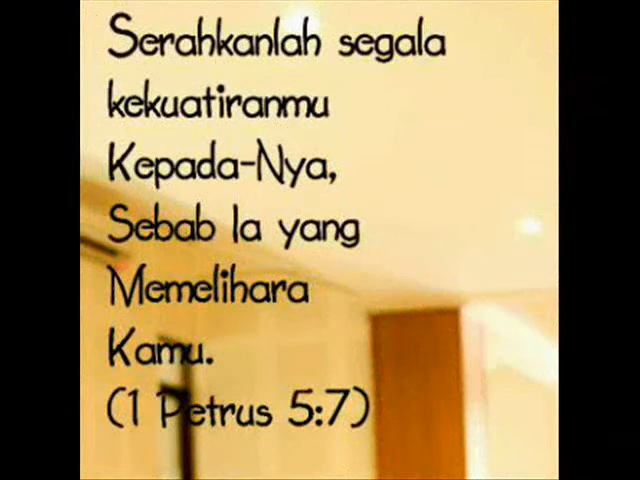 Serahkanlah segala
kekuatiranmu
Kepada-Nya,
Sebab Ia yang
Memelihara
Kamu.
(1 Petrus 5:7)